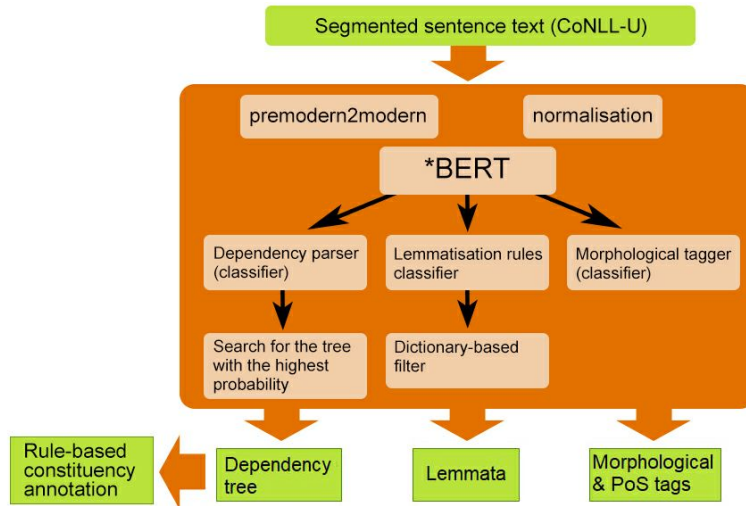 Segmented sentence text (CoNLL-U)
premodern2modern
normalisation
*BERT
Dependency parser
(classifier)
Lemmatisation rules
classifier
Morphological tagger
(classifier)
Search for the tree
with the highest
probability
Dictionary-based
filter
Rule-based
constituency
annotation
Dependency
tree
Lemmata
Morphological
& PoS tags